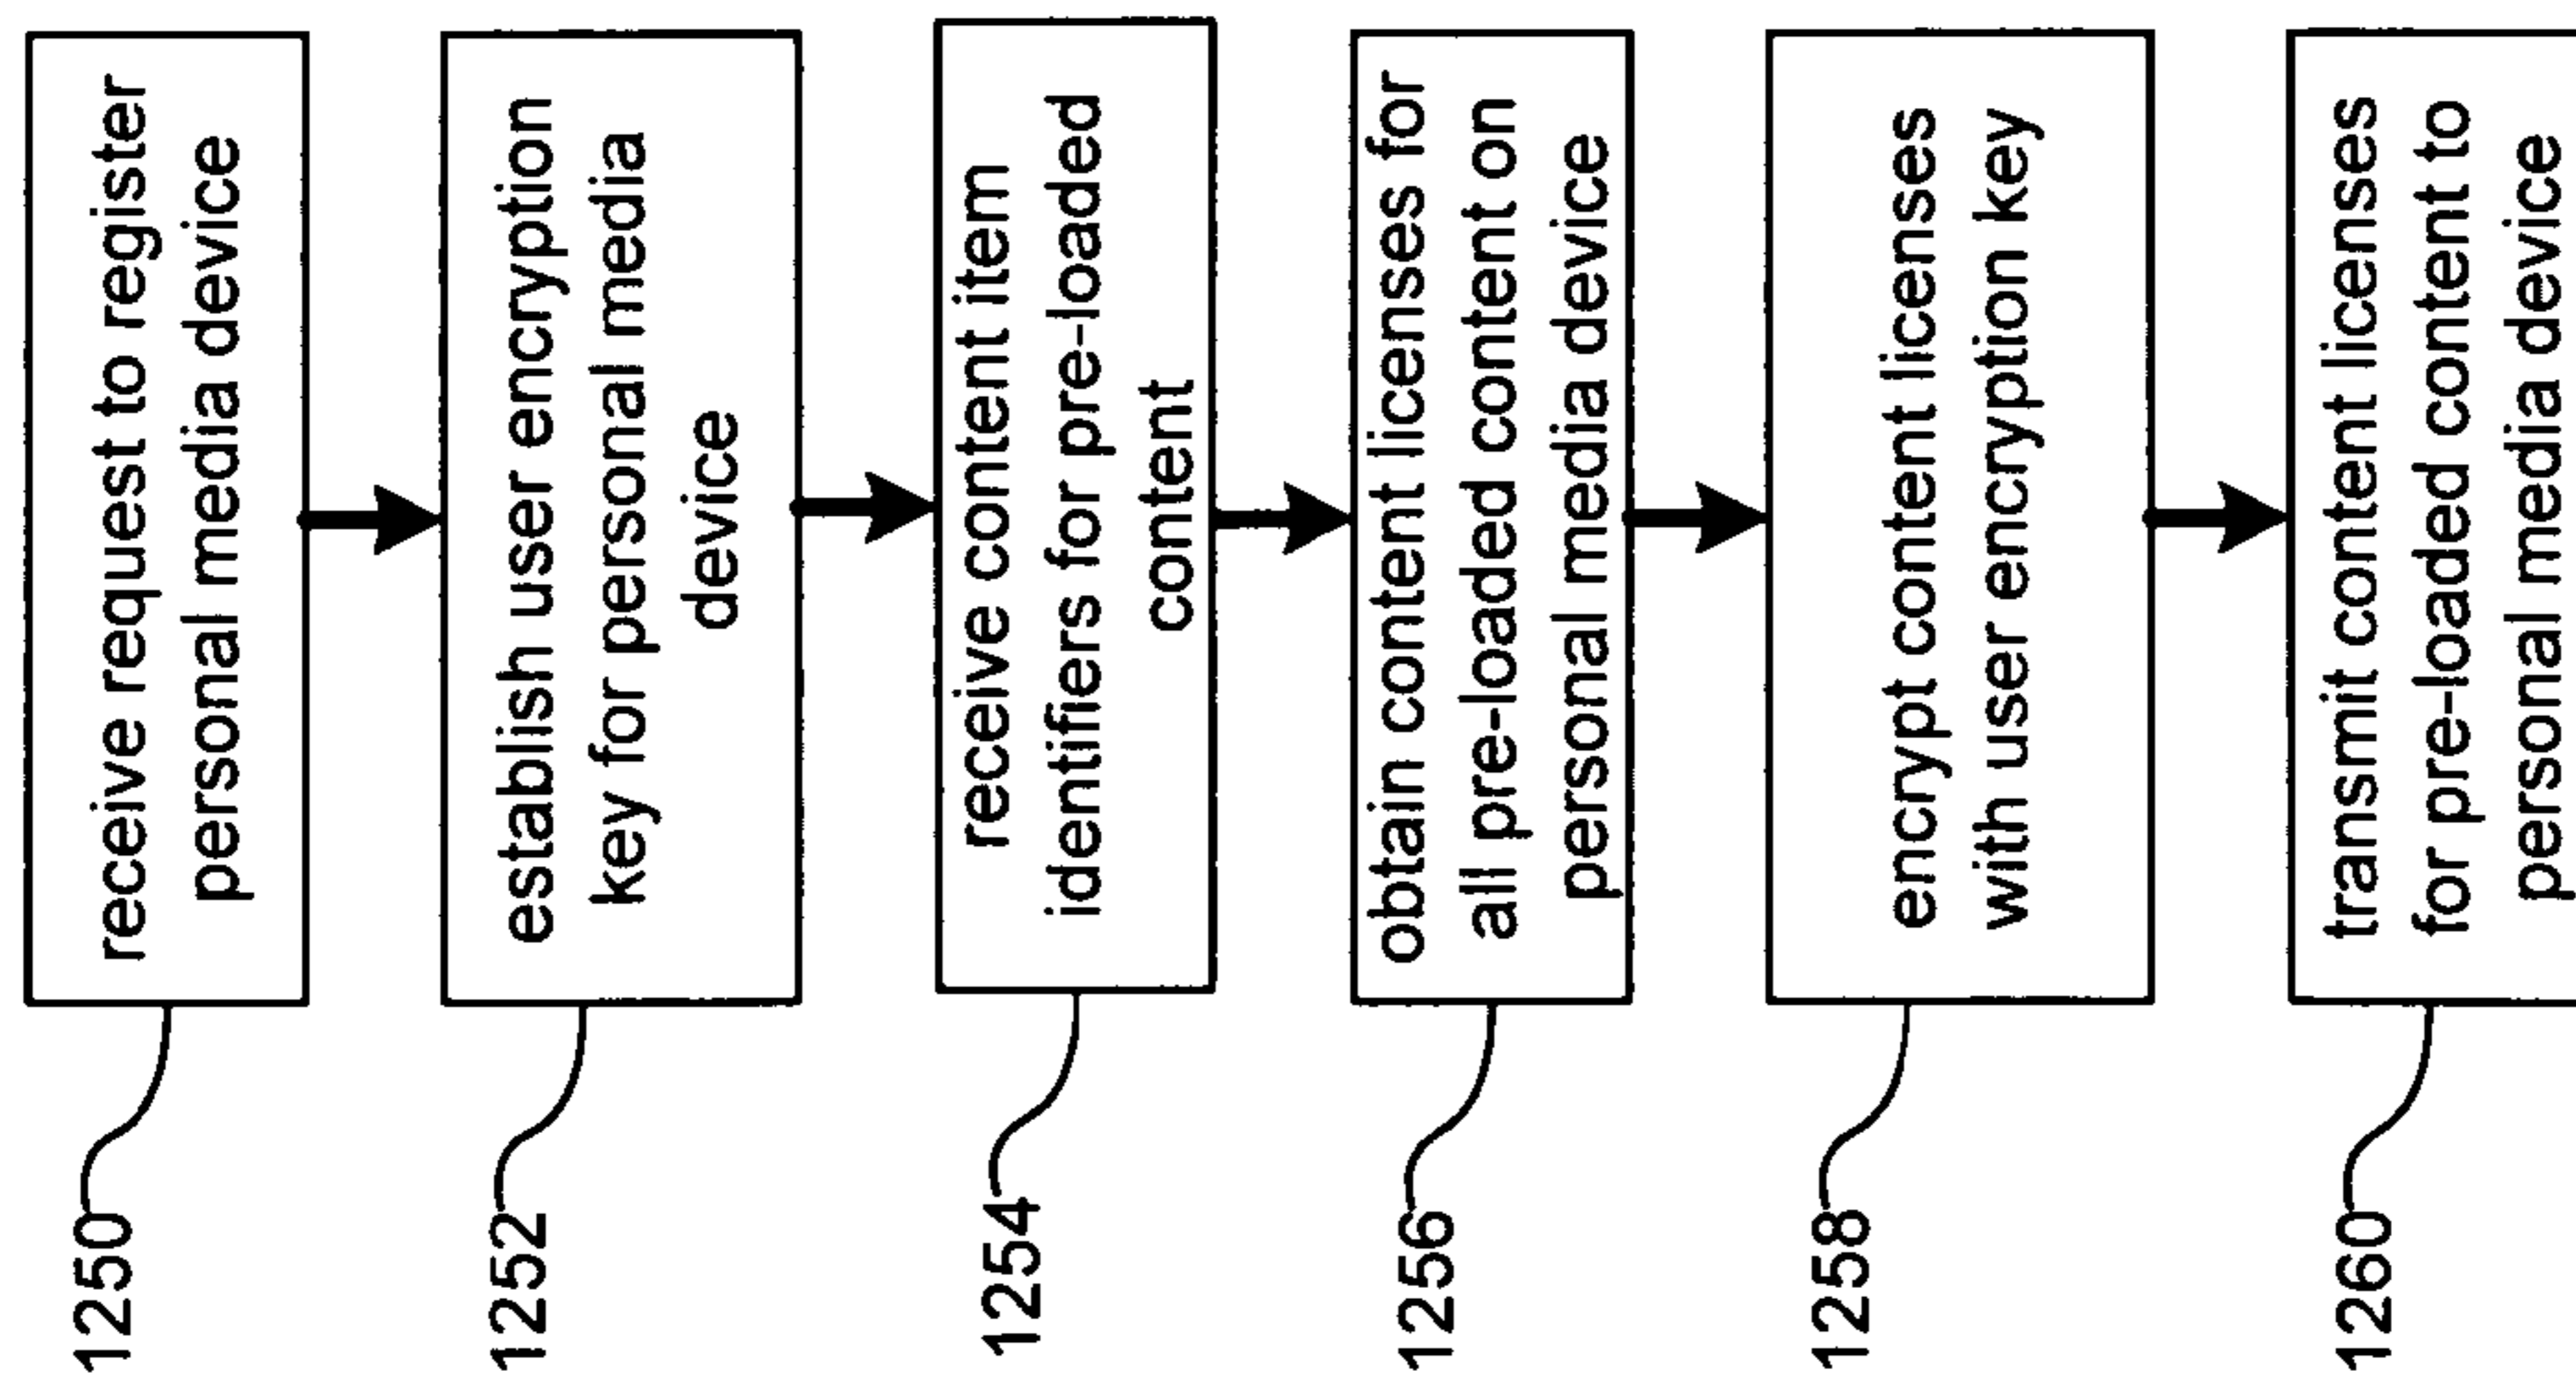 1250
receive request to register
personal media device
1252
establish user encryption
key for personal media
device
1254
receive content item
identifiers for pre-loaded
content
1256
obtain content licenses for
all pre-loaded content on
personal media device
1258
encrypt content licenses
with user encryption key
1260
transmit content licenses
for pre-loaded content to
personal media device